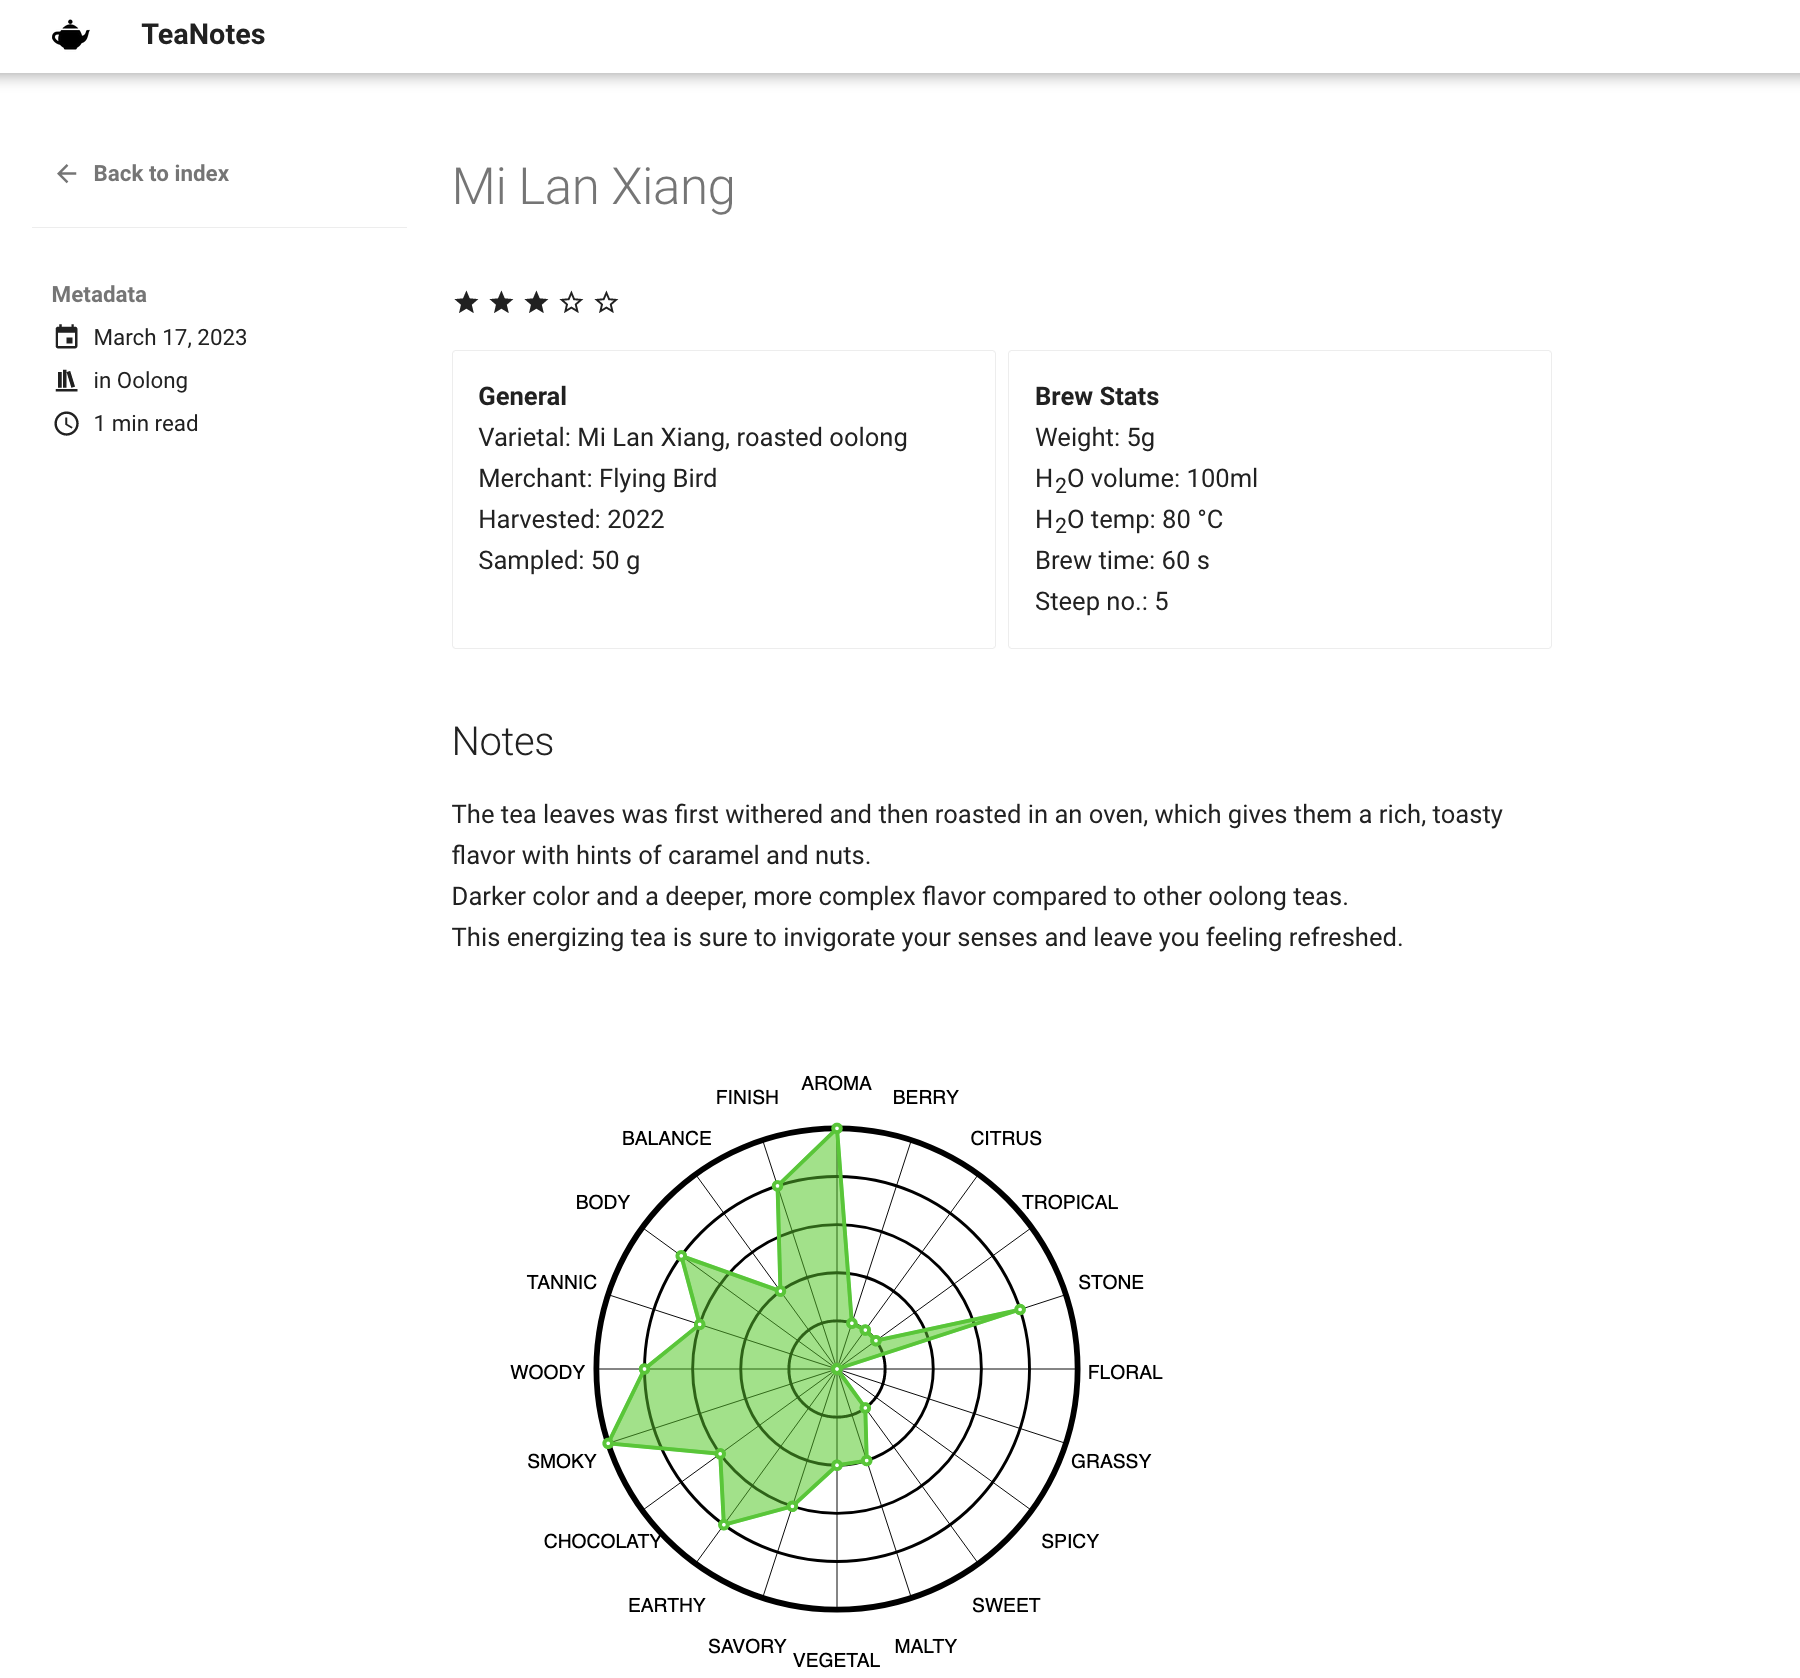 TeaNotes
Back to index
Metadata
March 17, 2023
in Oolong
1 min read
Mi Lan Xiang
General
Varietal: Mi Lan Xiang, roasted oolong
Merchant: Flying Bird
Harvested: 2022
Sampled: 50 g
Brew Stats
Weight: 5g
H₂O volume: 100ml
H₂O temp: 80 °C
Brew time: 60 s
Steep no.: 5
Notes
The tea leaves was first withered and then roasted in an oven, which gives them a rich, toasty
flavor with hints of caramel and nuts.
Darker color and a deeper, more complex flavor compared to other oolong teas.
This energizing tea is sure to invigorate your senses and leave you feeling refreshed.
AROMA
BERRY
CITRUS
TROPICAL
STONE
FLORAL
GRASSY
SPICY
SWEET
MALTY
VEGETAL
SAVORY
EARTHY
CHOCOLATY
SMOKY
WOODY
TANNIC
BODY
BALANCE
FINISH